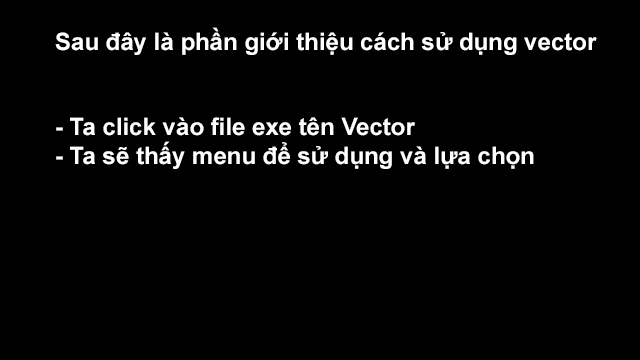 Sau đây là phần giới thiệu cách sử dụng vector
- Ta click vào file exe tên Vector
- Ta sẽ thấy menu để sử dụng và lựa chọn